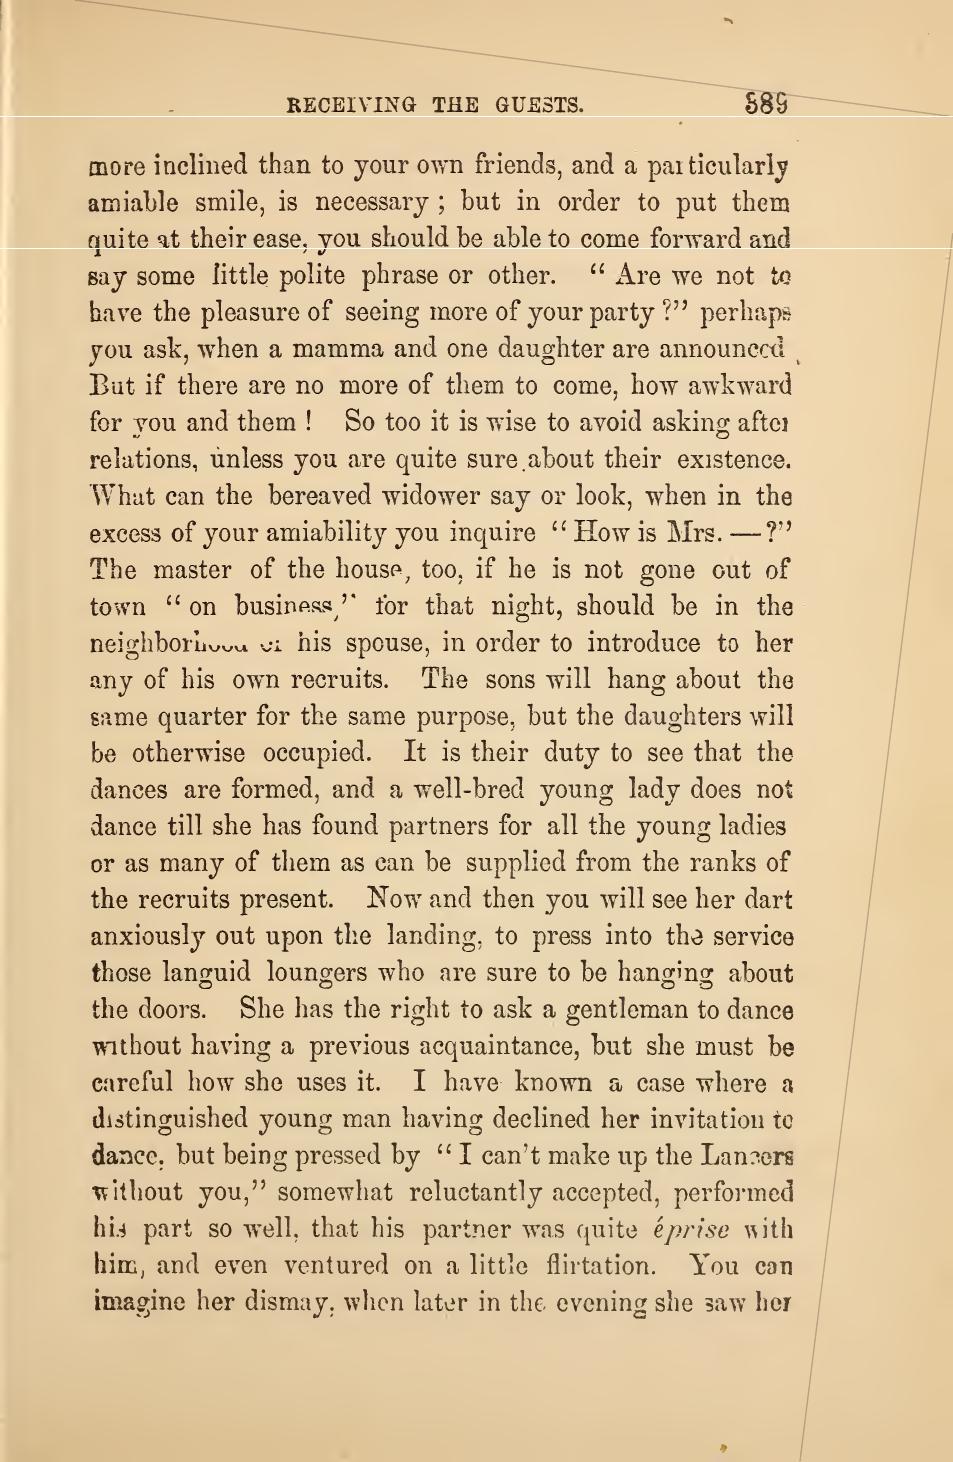 RECEIVING THE GUESTS. 389
more inclined than to your own friends, and a particularly
amiable smile, is necessary ; but in order to put them
quite at their ease, you should be able to come forward and
say some little polite phrase or other. “ Are we not to
have the pleasure of seeing more of your party ?” perhaps
you ask, when a mamma and one daughter are announced
But if there are no more of them to come, how awkward
for you and them ! So too it is wise to avoid asking after
relations, unless you are quite sure about their existence.
What can the bereaved widower say or look, when in the
excess of your amiability you inquire “ How is Mrs. — ?”
The master of the house, too, if he is not gone out of
town “ on business,” for that night, should be in the
neighborhood of his spouse, in order to introduce to her
any of his own recruits. The sons will hang about the
same quarter for the same purpose, but the daughters will
be otherwise occupied. It is their duty to see that the
dances are formed, and a well-bred young lady does not
dance till she has found partners for all the young ladies
or as many of them as can be supplied from the ranks of
the recruits present. Now and then you will see her dart
anxiously out upon the landing, to press into the service
those languid loungers who are sure to be hanging about
the doors. She has the right to ask a gentleman to dance
without having a previous acquaintance, but she must be
careful how she uses it. I have known a case where a
distinguished young man having declined her invitation to
dance, but being pressed by “ I can’t make up the Lancers
without you,” somewhat reluctantly accepted, performed
his part so well, that his partner was quite éprise with
him, and even ventured on a little flirtation. You can
imagine her dismay, when later in the evening she saw her